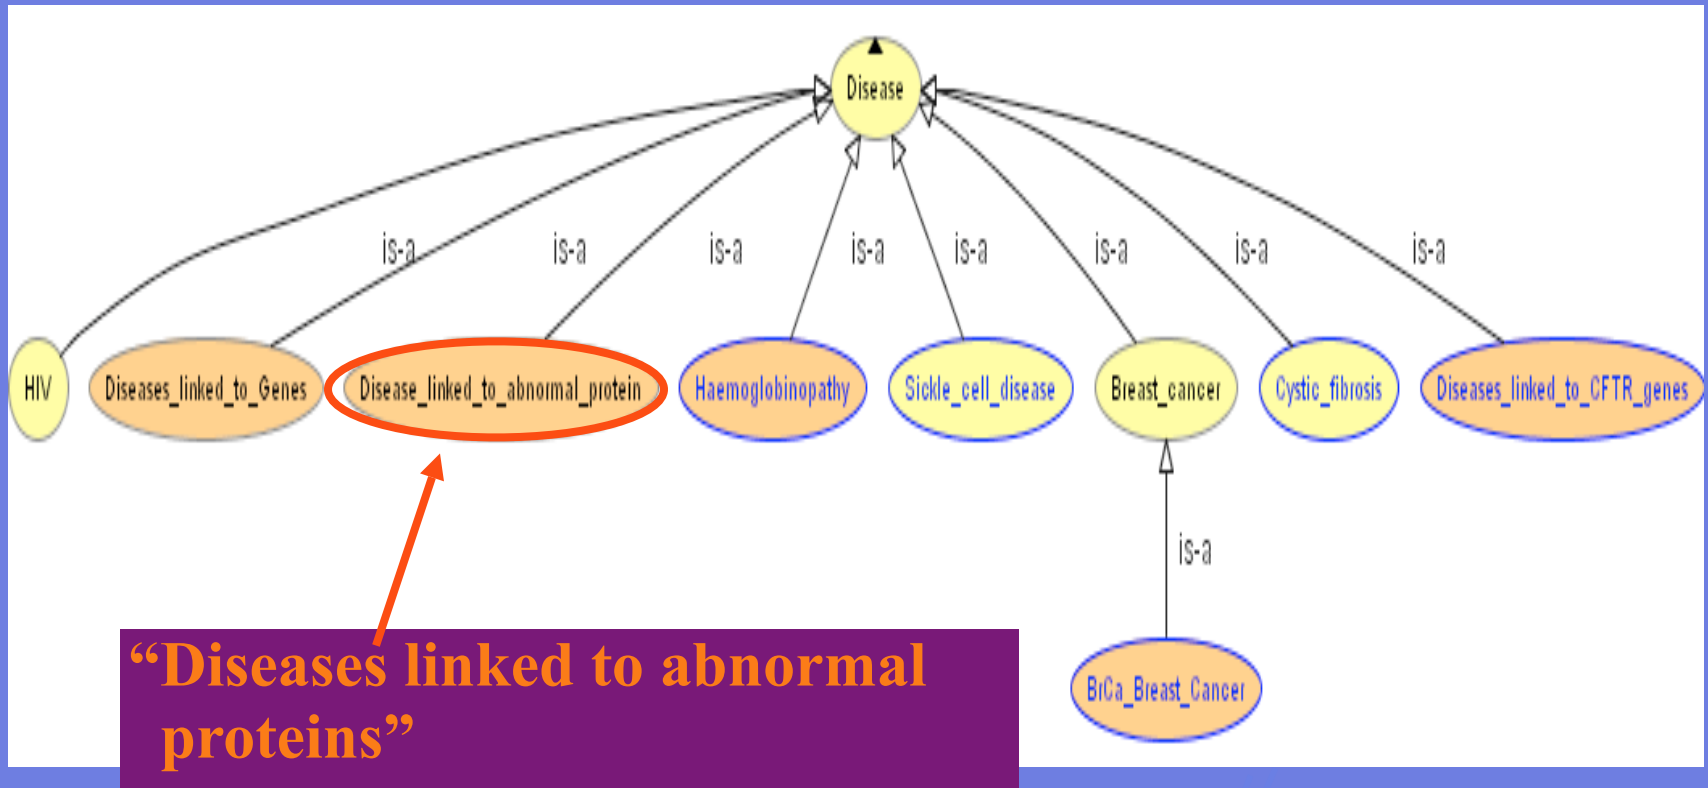 Disease
is-a is-a is-a is-a is-a is-a is-a is-a
HIV Diseases_linked_to_Genes Disease_linked_to_abnormal_protein Haemoglobinopathy Sickle_cell_disease Breast_cancer Cystic_fibrosis Diseases_linked_to_CFTR_genes
is-a
BrCa_Breast_Cancer
“Diseases linked to abnormal
proteins”